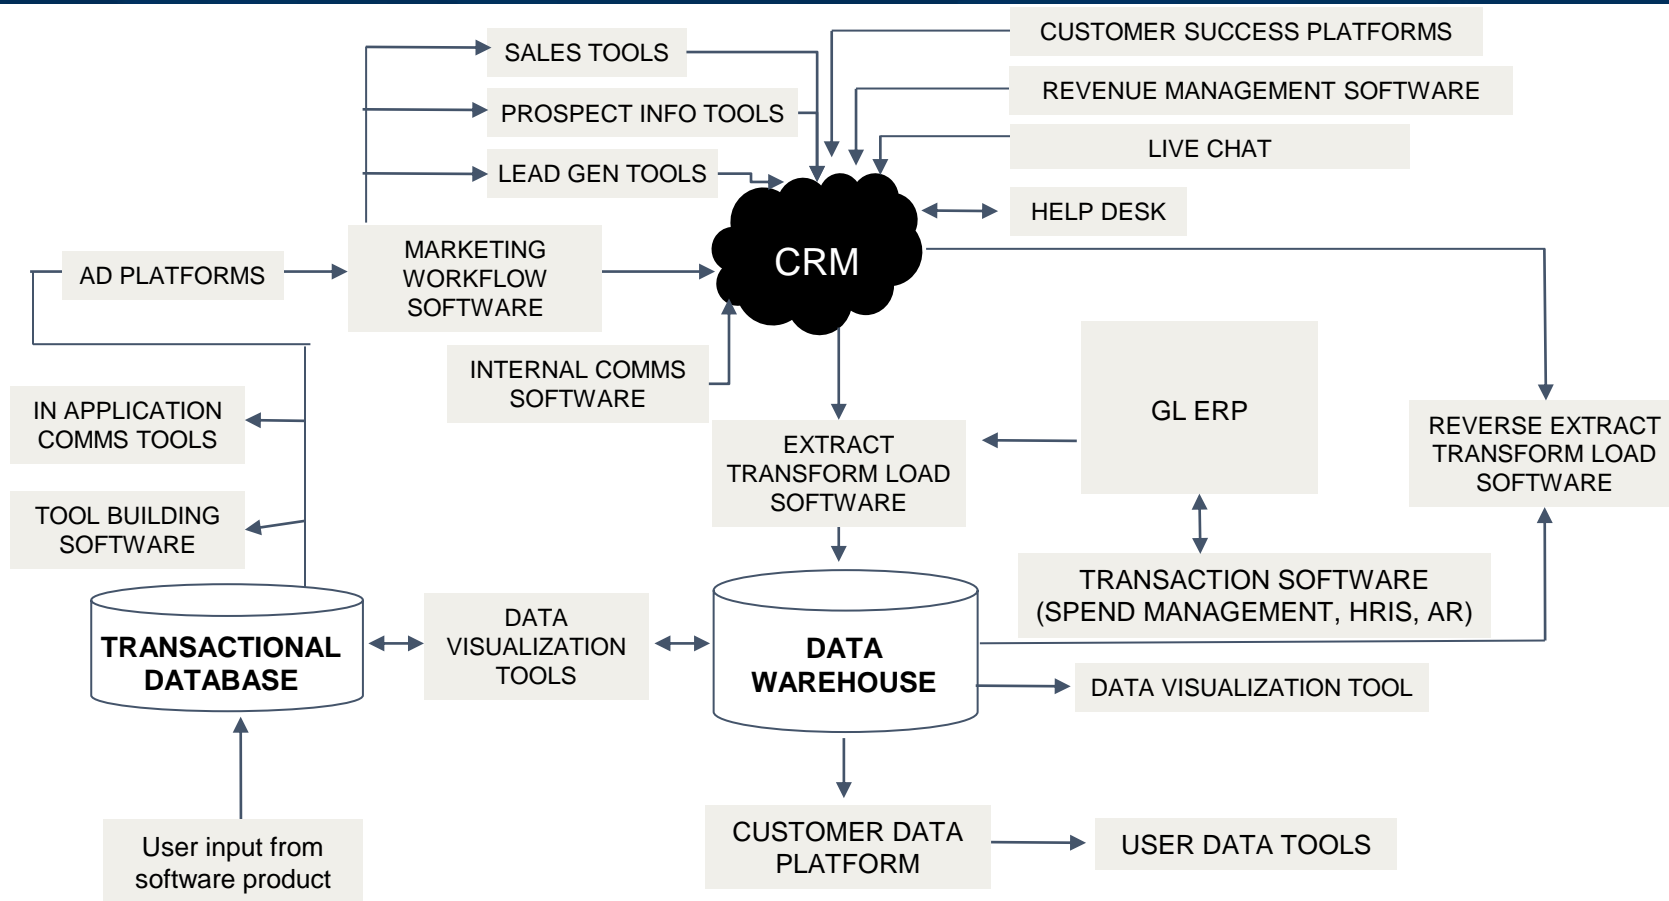 CUSTOMER SUCCESS PLATFORMS
SALES TOOLS
REVENUE MANAGEMENT SOFTWARE
PROSPECT INFO TOOLS
LIVE CHAT
LEAD GEN TOOLS
HELP DESK
MARKETING
WORKFLOW
SOFTWARE
CRM
AD PLATFORMS
INTERNAL COMMS
SOFTWARE
IN APPLICATION
COMMS TOOLS
GL ERP
EXTRACT
TRANSFORM LOAD
SOFTWARE
REVERSE EXTRACT
TRANSFORM LOAD
SOFTWARE
TOOL BUILDING
SOFTWARE
TRANSACTION SOFTWARE
(SPEND MANAGEMENT, HRIS, AR)
TRANSACTIONAL
DATABASE
DATA
VISUALIZATION
TOOLS
DATA
WAREHOUSE
DATA VISUALIZATION TOOL
User input from
software product
CUSTOMER DATA
PLATFORM
USER DATA TOOLS